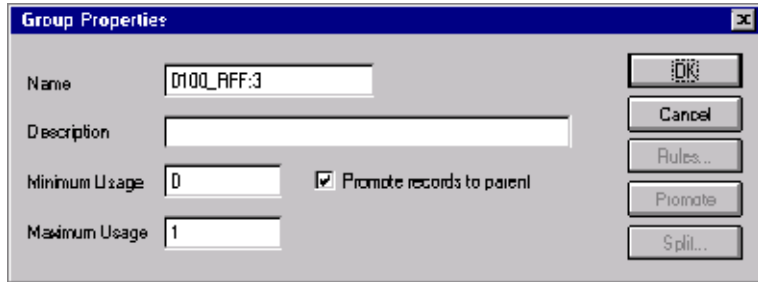 Group Properties
Name
D100_RFF:3
OK
Cancel
Description
Rules...
Minimum Usage
0
Promote records to parent
Promote
Maximum Usage
1
Split...